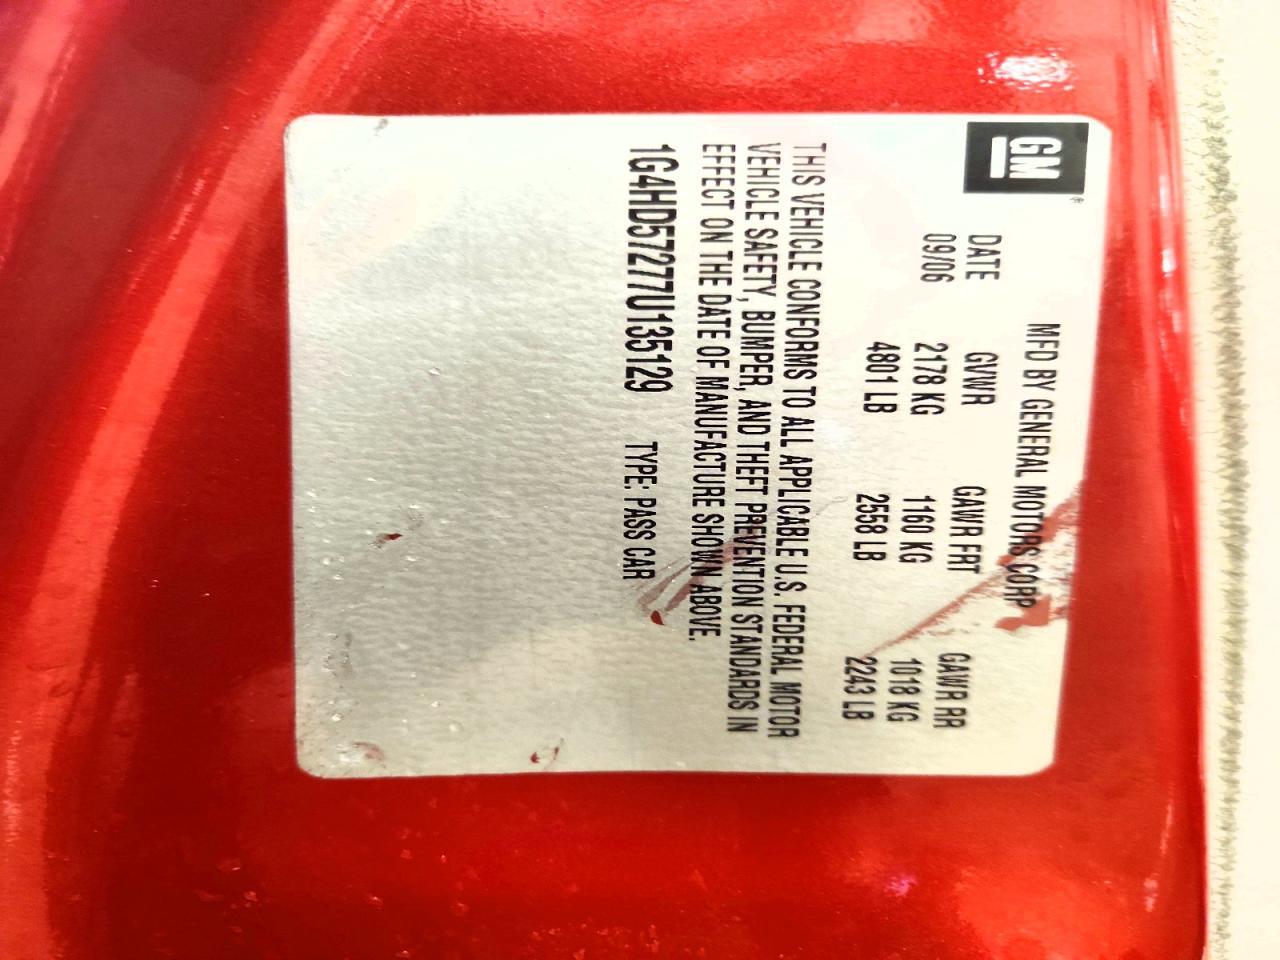 GM®
MFD BY GENERAL MOTORS CORP
DATE GVWR GAWR FRT GAWR RR
09/06 2178 KG 1160 KG 1018 KG
4801 LB 2558 LB 2243 LB
THIS VEHICLE CONFORMS TO ALL APPLICABLE U.S. FEDERAL MOTOR
VEHICLE SAFETY, BUMPER, AND THEFT PREVENTION STANDARDS IN
EFFECT ON THE DATE OF MANUFACTURE SHOWN ABOVE.
1G4HD57277U135129 TYPE: PASS CAR